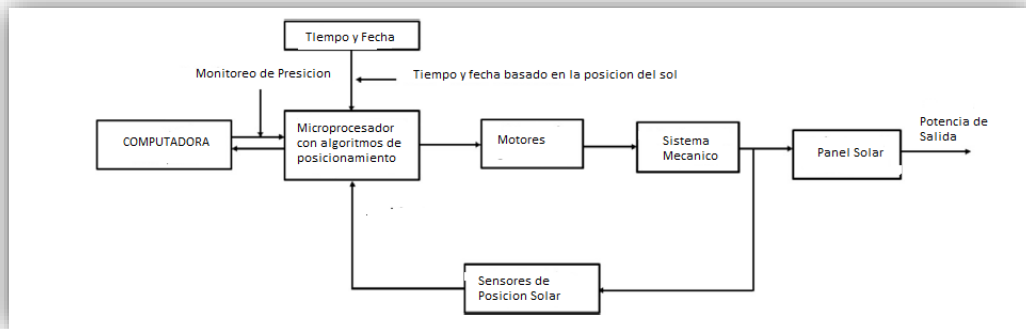 TIempo y Fecha
Monitoreo de Presicion
Tiempo y fecha basado en la posicion del sol
COMPUTADORA
Microprocesador
con algoritmos de
posicionamiento
Motores
Sistema
Mecanico
Panel Solar
Potencia de
Salida
Sensores de
Posicion Solar